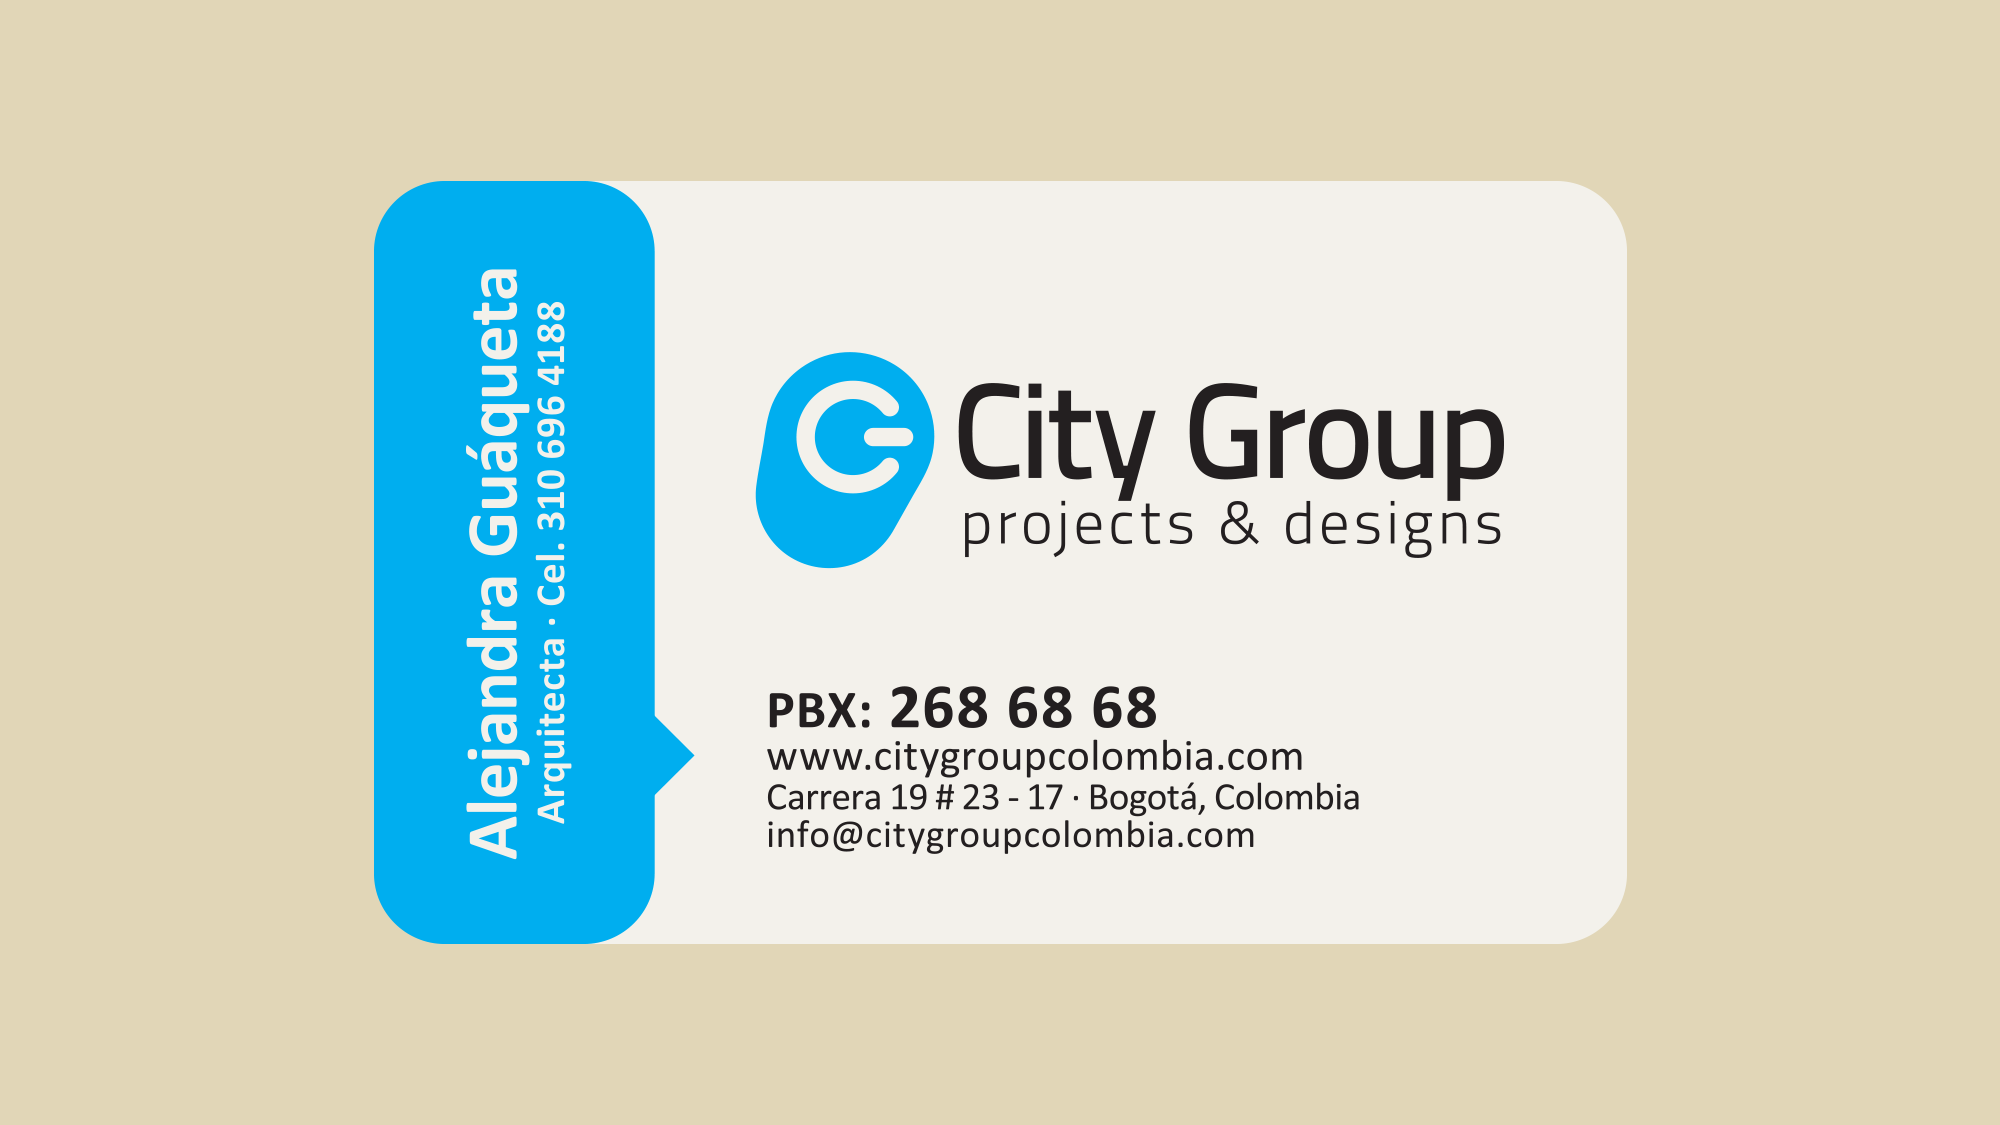 Alejandra Guáqueta
Arquitecta · Cel. 310 696 4188
City Group
projects & designs
PBX: 268 68 68
www.citygroupcolombia.com
Carrera 19 # 23 - 17 · Bogotá, Colombia
info@citygroupcolombia.com